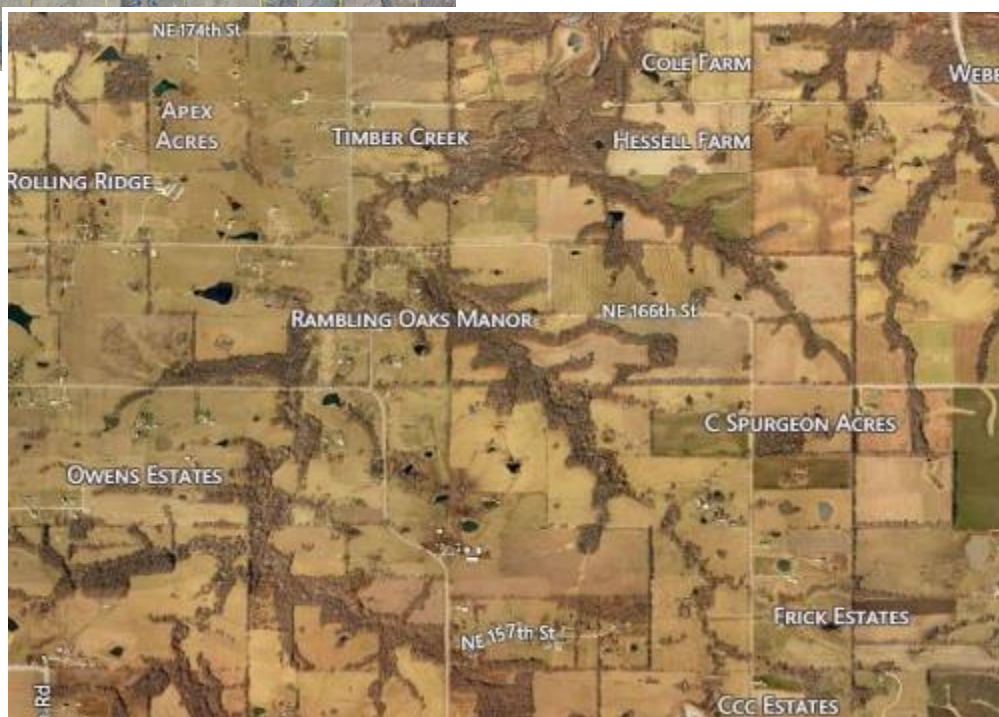 NE 174th St
COLE FARM
APEX
ACRES
TIMBER CREEK
HESSELL FARM
ROLLING RIDGE
RAMBLING OAKS MANOR
NE 166th St
C SPURGEON ACRES
OWENS ESTATES
FRICK ESTATES
NE 157th St
Rd
CCC ESTATES